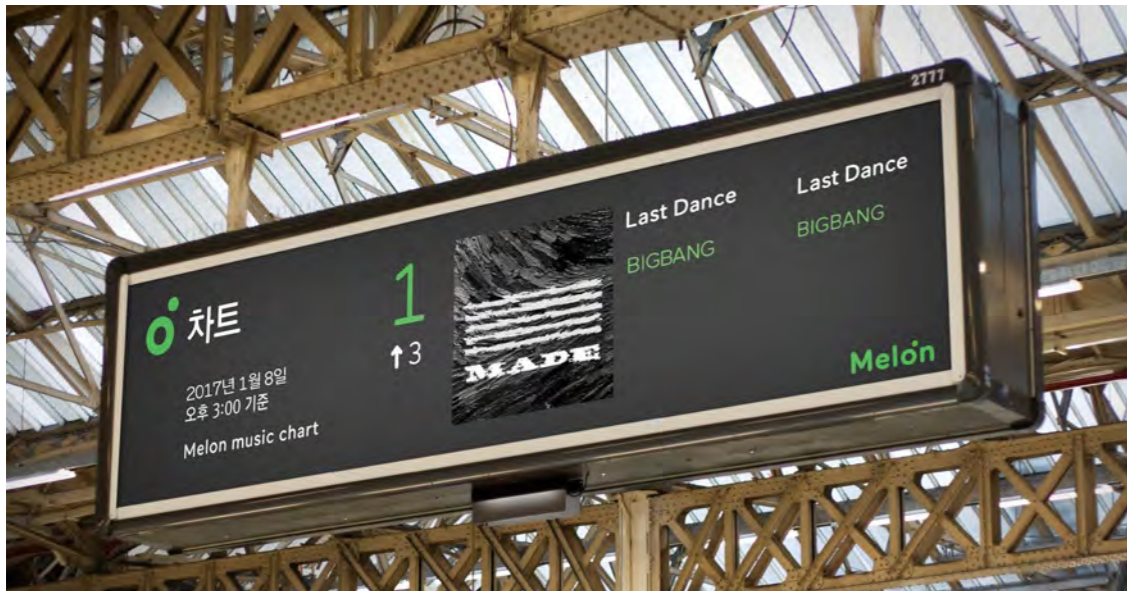 2777
차트
2017년 1월 8일
오후 3:00 기준
Melon music chart
1
↑3
MADE
Last Dance
BIGBANG
Last Dance
BIGBANG
Melon